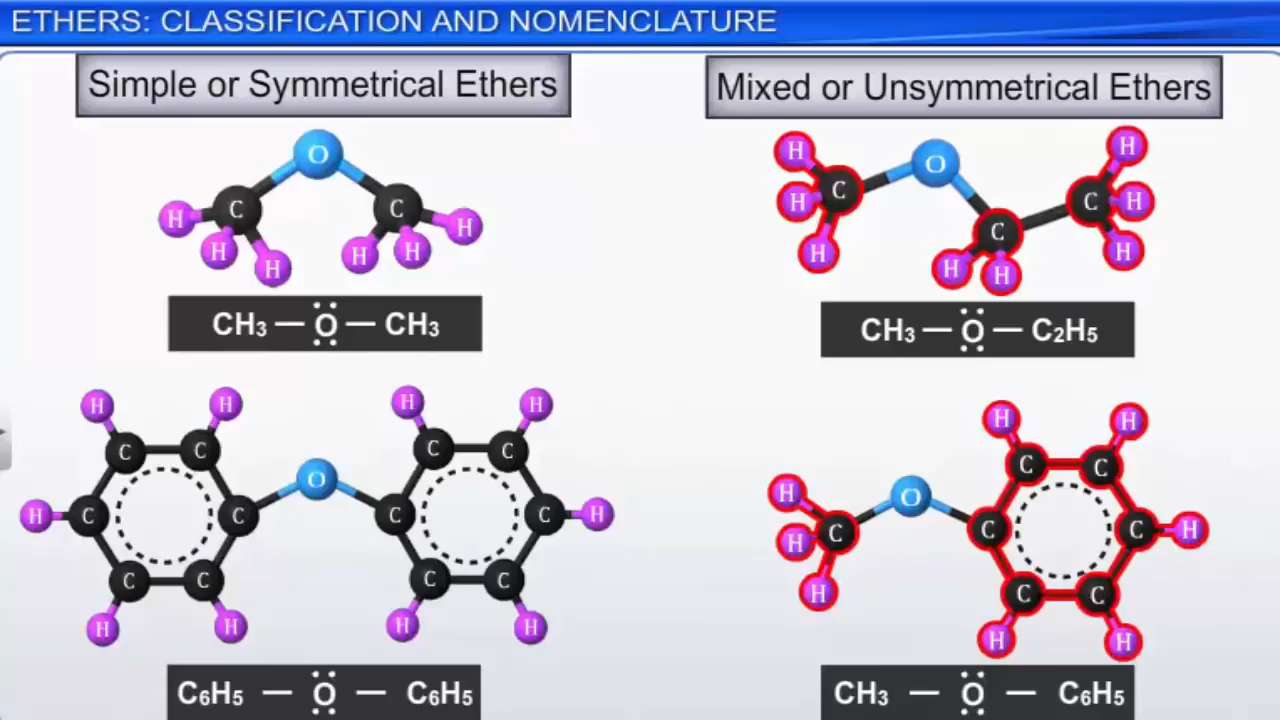 ETHERS: CLASSIFICATION AND NOMENCLATURE
Simple or Symmetrical Ethers
Mixed or Unsymmetrical Ethers
O
C C
H H H H H H
CH₃ — Ö — CH₃
H H H C O C H H C H H H
CH₃ — Ö — C₂H₅
H H H H
C C C C
O
H C C C C H
C C C C
H H H H
C₆H₅ — Ö — C₆H₅
H H
C C
H O
H C C C H
H
C C
H H
CH₃ — Ö — C₆H₅